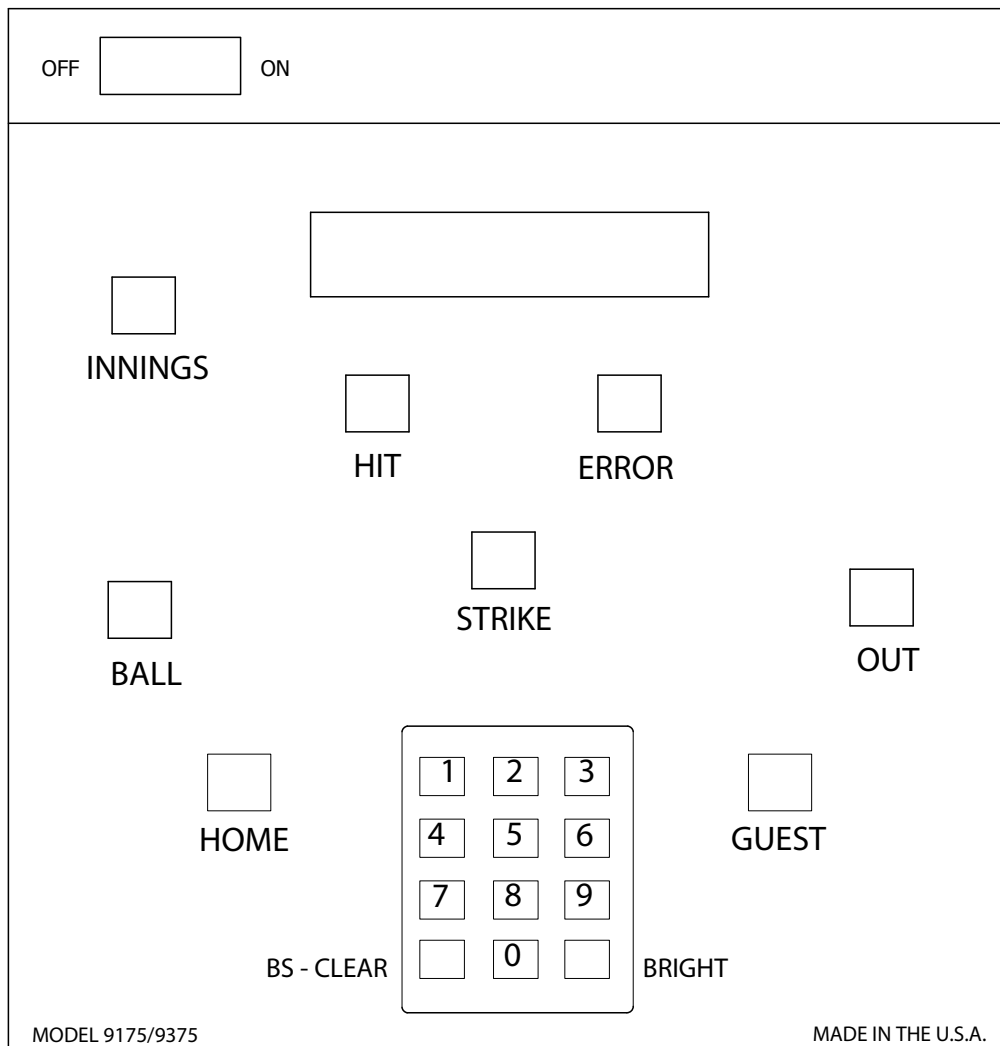 OFF ON
INNINGS
HIT ERROR
STRIKE
BALL OUT
1 2 3
HOME 4 5 6 GUEST
7 8 9
BS - CLEAR 0 BRIGHT
MODEL 9175/9375 MADE IN THE U.S.A.